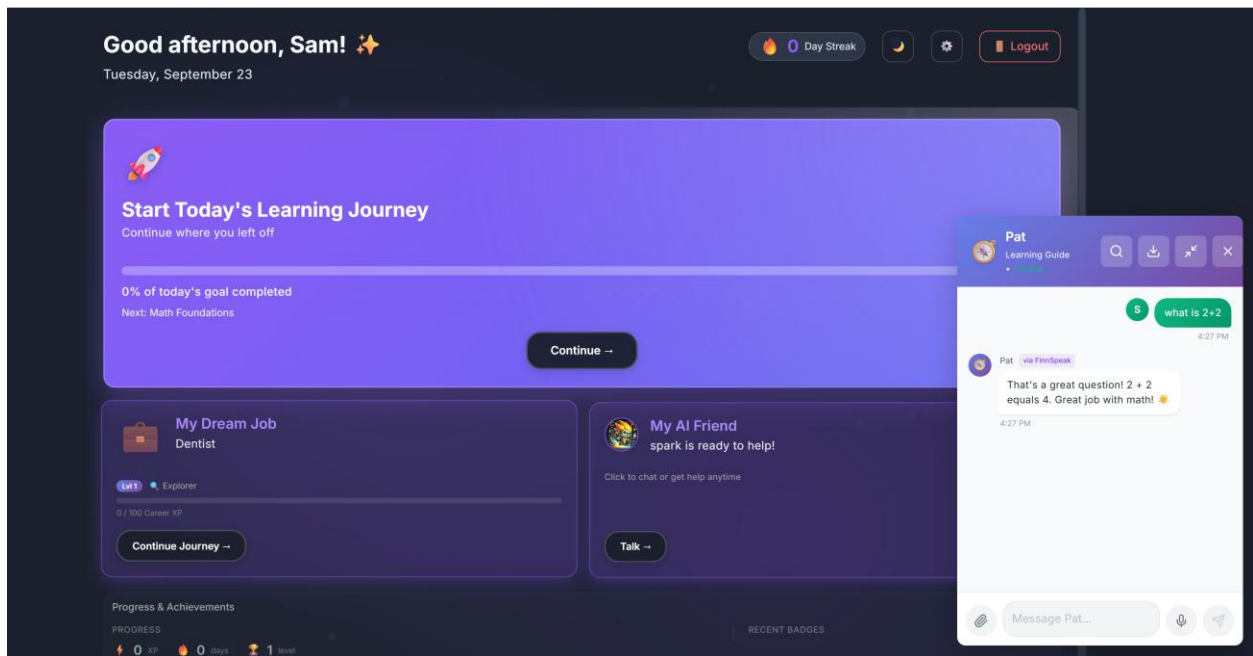 Good afternoon, Sam! ✨
Tuesday, September 23
0 Day Streak
Logout
Start Today's Learning Journey
Continue where you left off
0% of today's goal completed
Next: Math Foundations
Continue →
My Dream Job
Dentist
Lvl 1 Explorer
0 / 100 Career XP
Continue Journey →
My AI Friend
spark is ready to help!
Click to chat or get help anytime
Talk →
Progress & Achievements
PROGRESS
0 XP 0 days 1 level
RECENT BADGES
Pat
Learning Guide
S
what is 2+2
4:27 PM
Pat via FinnSpeak
That's a great question! 2 + 2
equals 4. Great job with math! ☀️
4:27 PM
Message Pat...